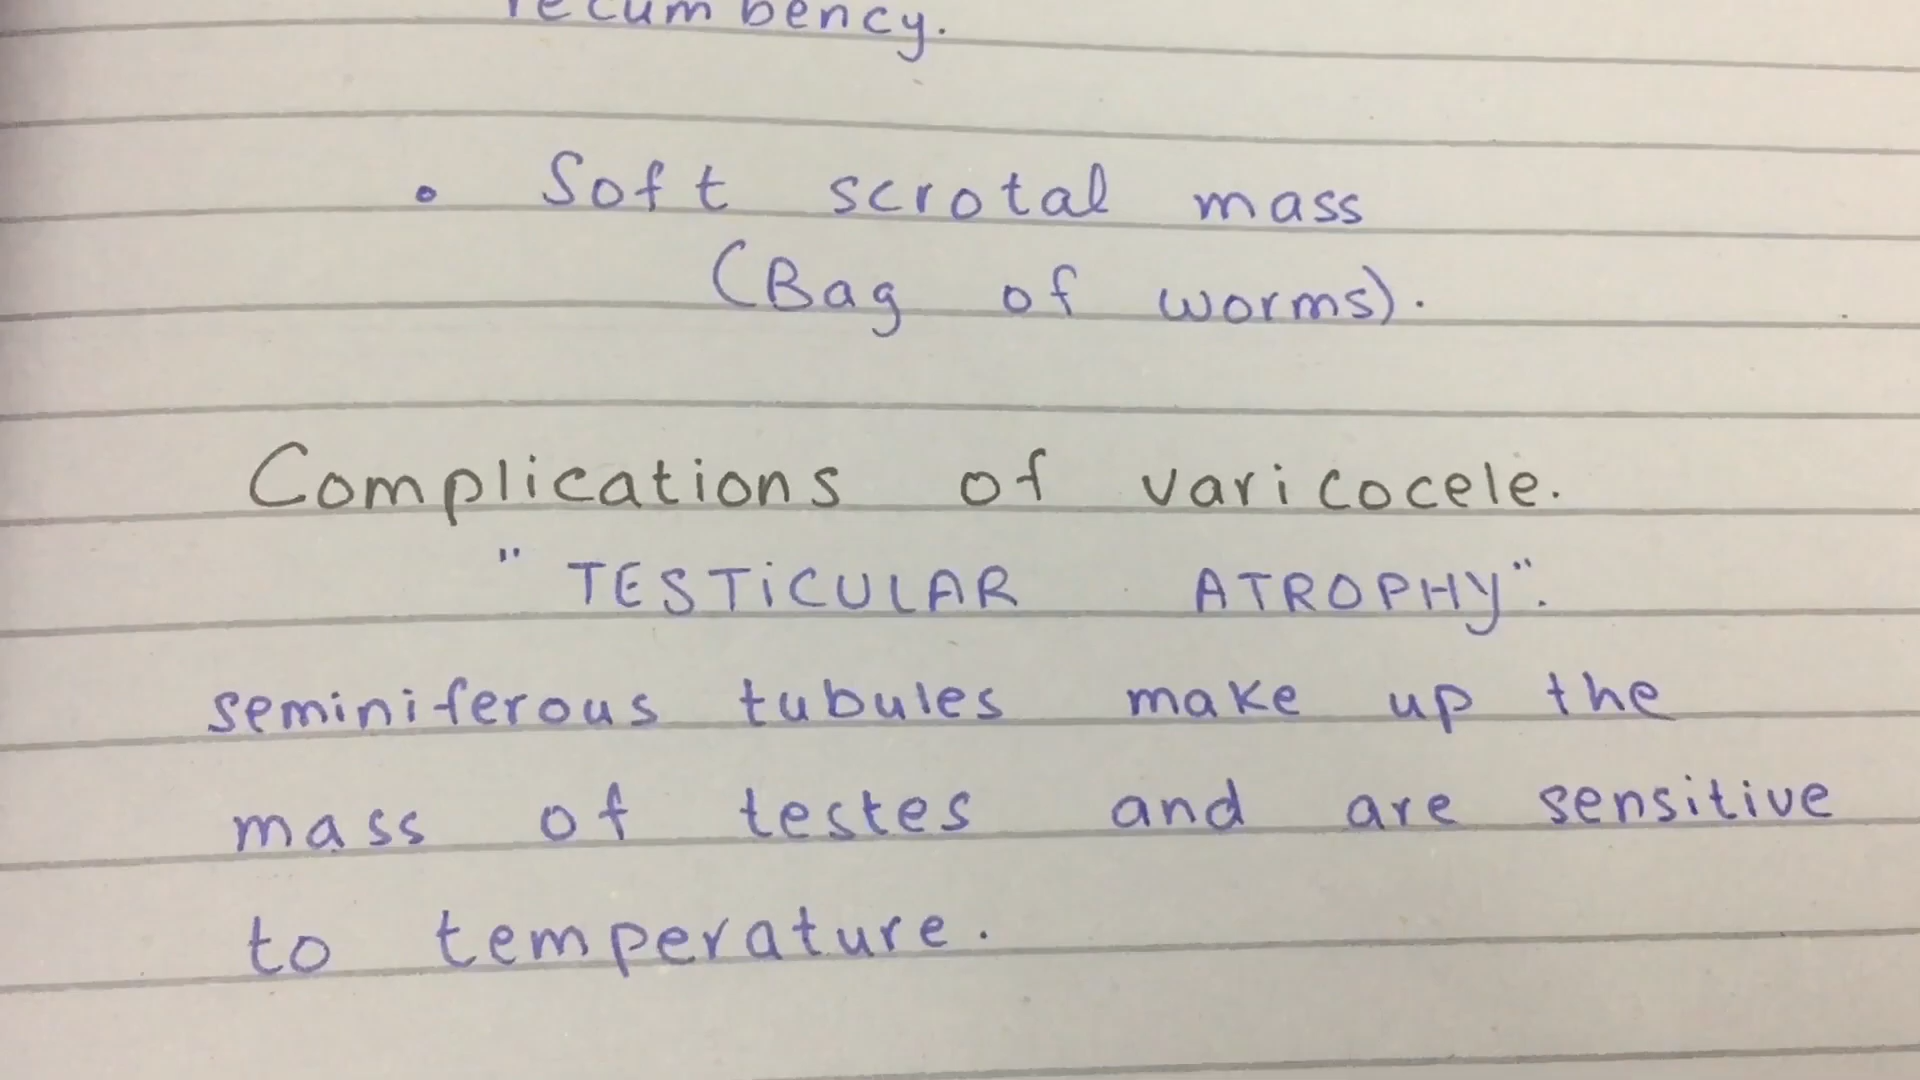 recumbency.
• Soft scrotal mass
(Bag of worms).
Complications of varicocele.
"TESTiCULAR ATROPHy".
seminiferous tubules make up the
mass of testes and are sensitive
to temperature.